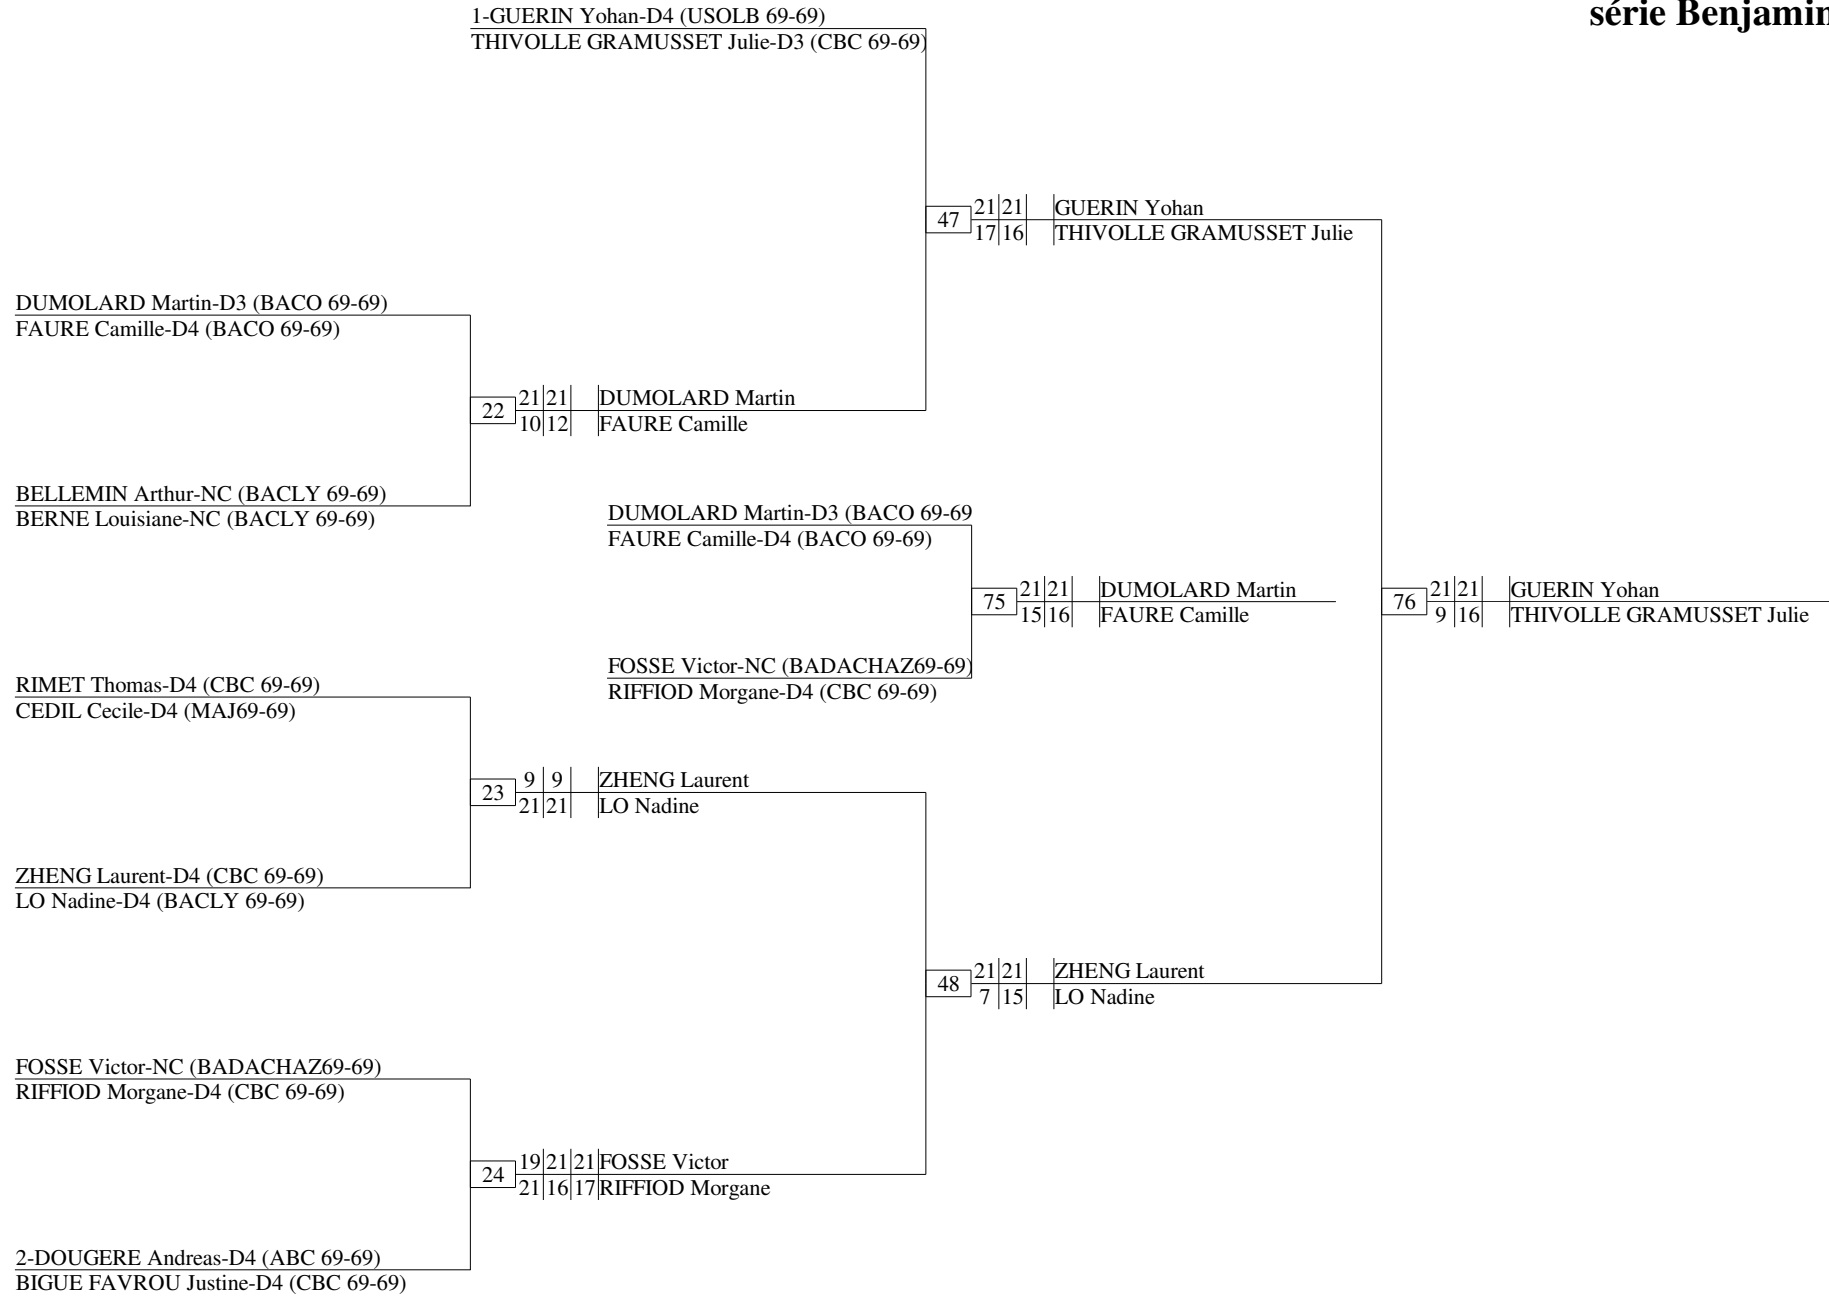 série Benjamin
1-GUERIN Yohan-D4 (USOLB 69-69)
THIVOLLE GRAMUSSET Julie-D3 (CBC 69-69)
47
21 21
17 16
GUERIN Yohan
THIVOLLE GRAMUSSET Julie
DUMOLARD Martin-D3 (BACO 69-69)
FAURE Camille-D4 (BACO 69-69)
22
21 21
10 12
DUMOLARD Martin
FAURE Camille
BELLEMIN Arthur-NC (BACLY 69-69)
BERNE Louisiane-NC (BACLY 69-69)
DUMOLARD Martin-D3 (BACO 69-69
FAURE Camille-D4 (BACO 69-69)
75
21 21
15 16
DUMOLARD Martin
FAURE Camille
76
21 21
9 16
GUERIN Yohan
THIVOLLE GRAMUSSET Julie
FOSSE Victor-NC (BADACHAZ69-69)
RIFFIOD Morgane-D4 (CBC 69-69)
RIMET Thomas-D4 (CBC 69-69)
CEDIL Cecile-D4 (MAJ69-69)
23
9 9
21 21
ZHENG Laurent
LO Nadine
ZHENG Laurent-D4 (CBC 69-69)
LO Nadine-D4 (BACLY 69-69)
48
21 21
7 15
ZHENG Laurent
LO Nadine
FOSSE Victor-NC (BADACHAZ69-69)
RIFFIOD Morgane-D4 (CBC 69-69)
24
19 21 21
21 16 17
FOSSE Victor
RIFFIOD Morgane
2-DOUGERE Andreas-D4 (ABC 69-69)
BIGUE FAVROU Justine-D4 (CBC 69-69)